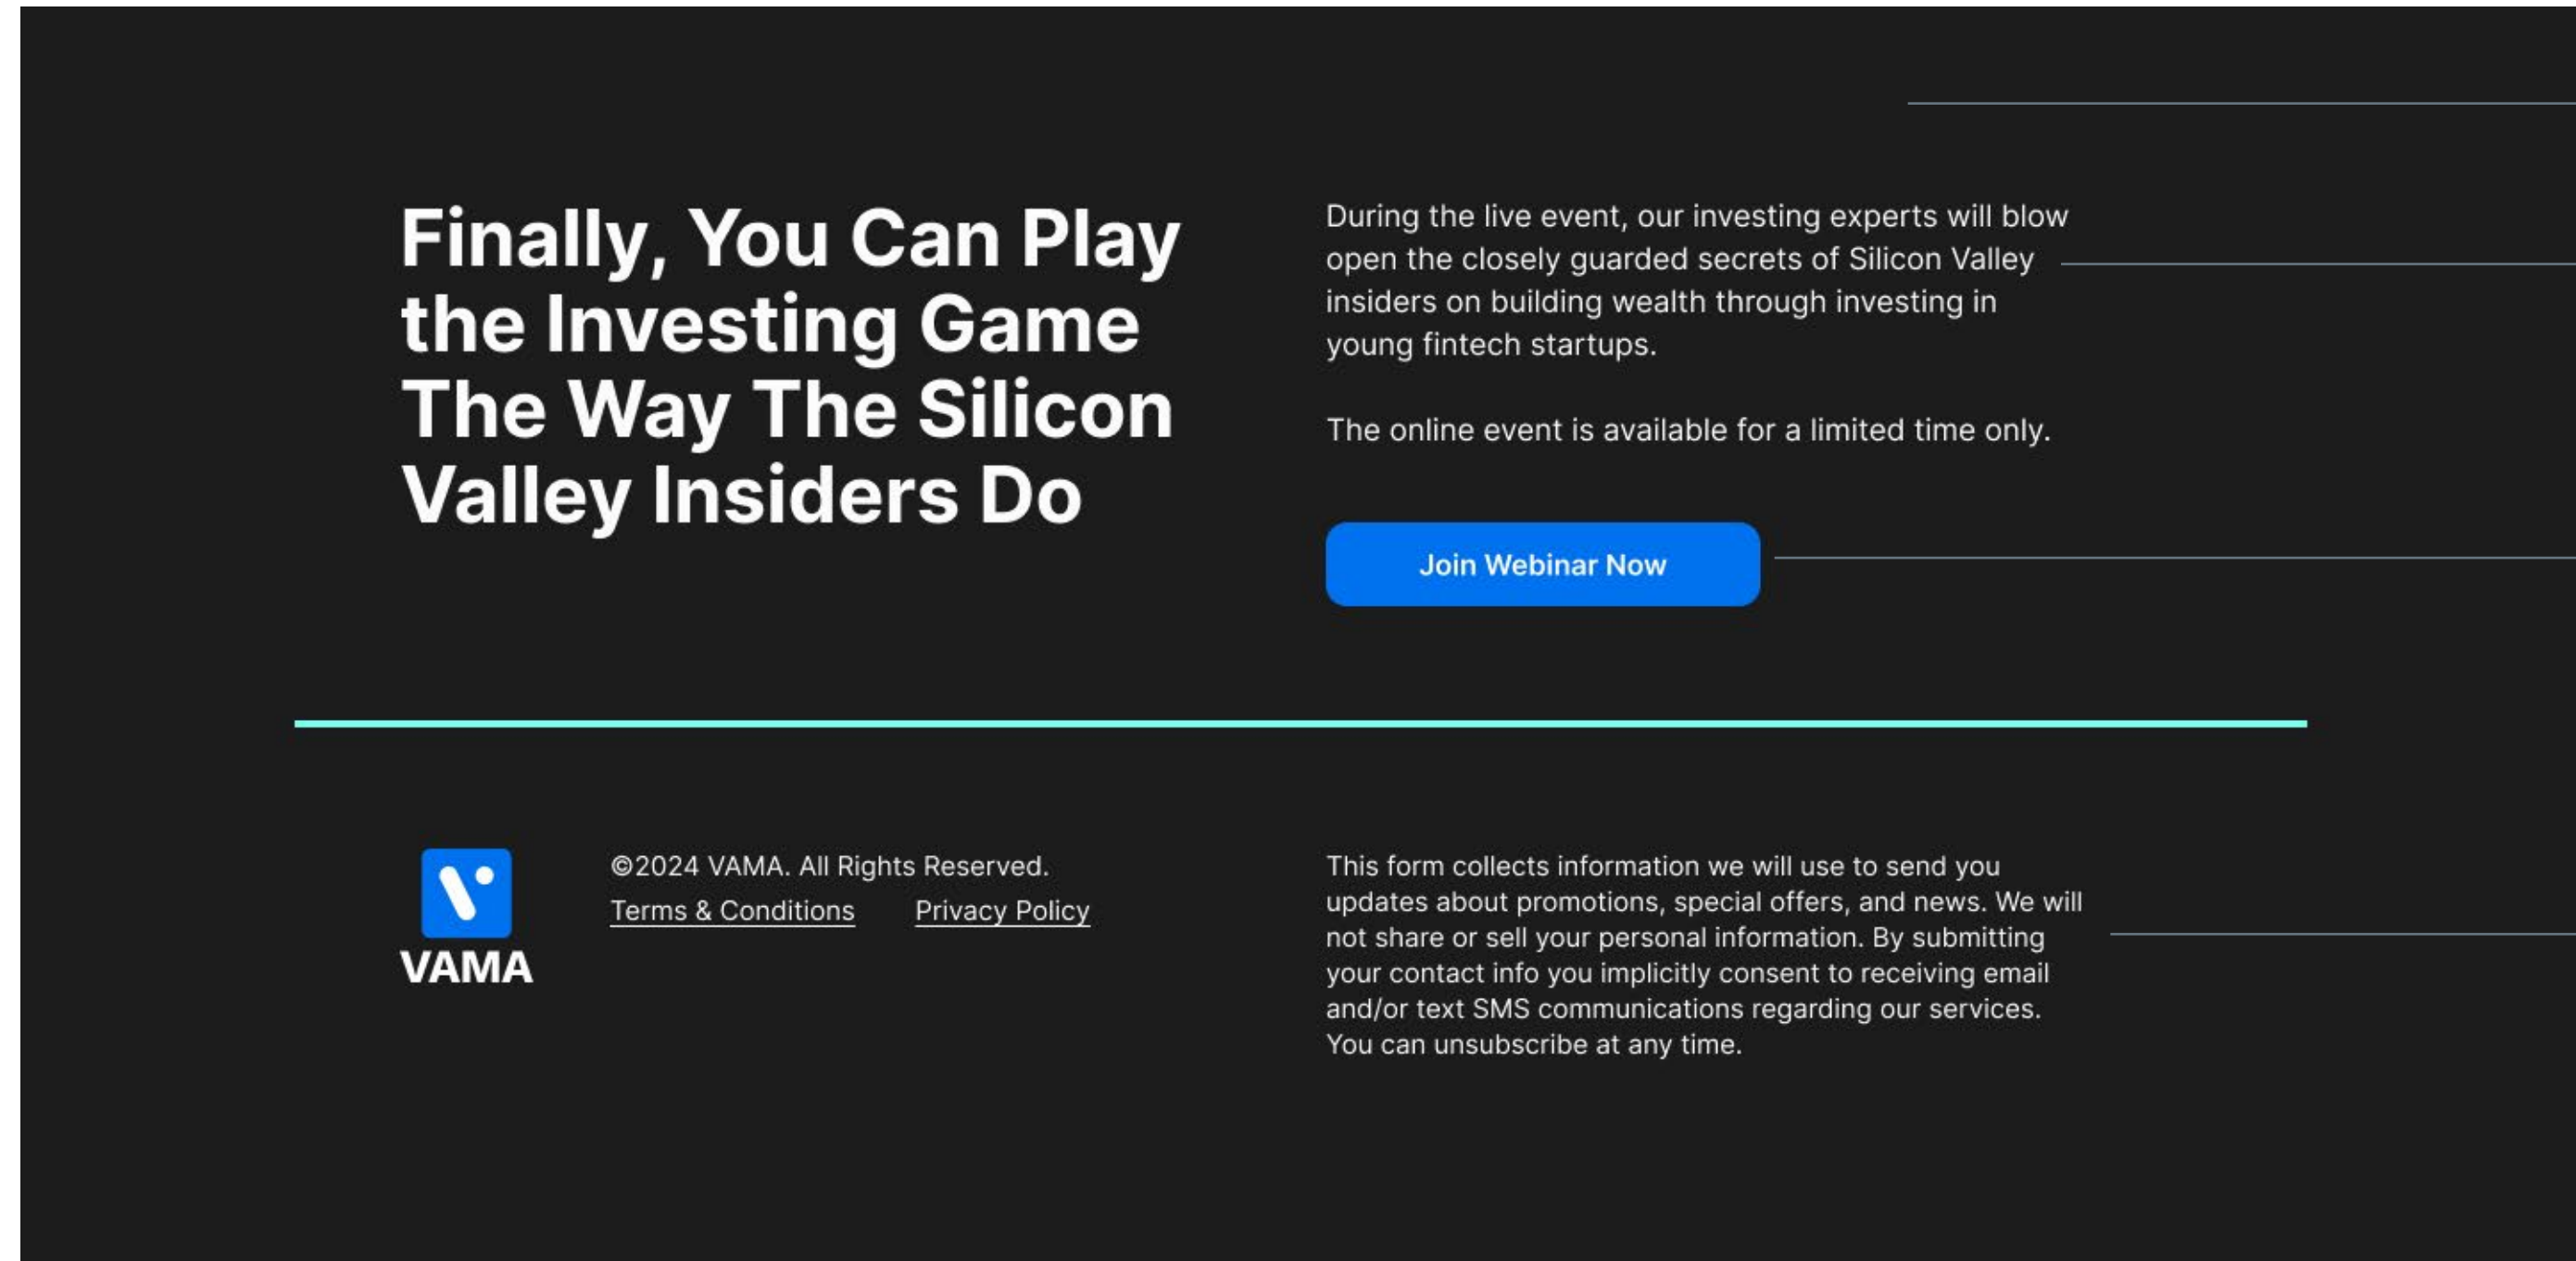 Finally, You Can Play
the Investing Game
The Way The Silicon
Valley Insiders Do
During the live event, our investing experts will blow
open the closely guarded secrets of Silicon Valley
insiders on building wealth through investing in
young fintech startups.
The online event is available for a limited time only.
Join Webinar Now
VAMA
©2024 VAMA. All Rights Reserved.
Terms & Conditions Privacy Policy
This form collects information we will use to send you
updates about promotions, special offers, and news. We will
not share or sell your personal information. By submitting
your contact info you implicitly consent to receiving email
and/or text SMS communications regarding our services.
You can unsubscribe at any time.